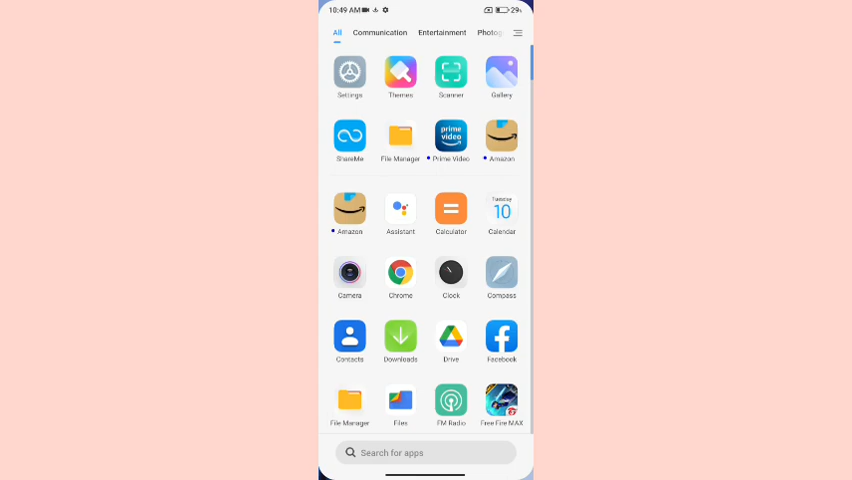 10:49 AM 29
All Communication Entertainment Photog
Settings Themes Scanner Gallery
prime
video
ShareMe File Manager Prime Video Amazon
Tuesday
10
Amazon Assistant Calculator Calendar
Camera Chrome Clock Compass
Contacts Downloads Drive Facebook
File Manager Files FM Radio Free Fire MAX
Search for apps